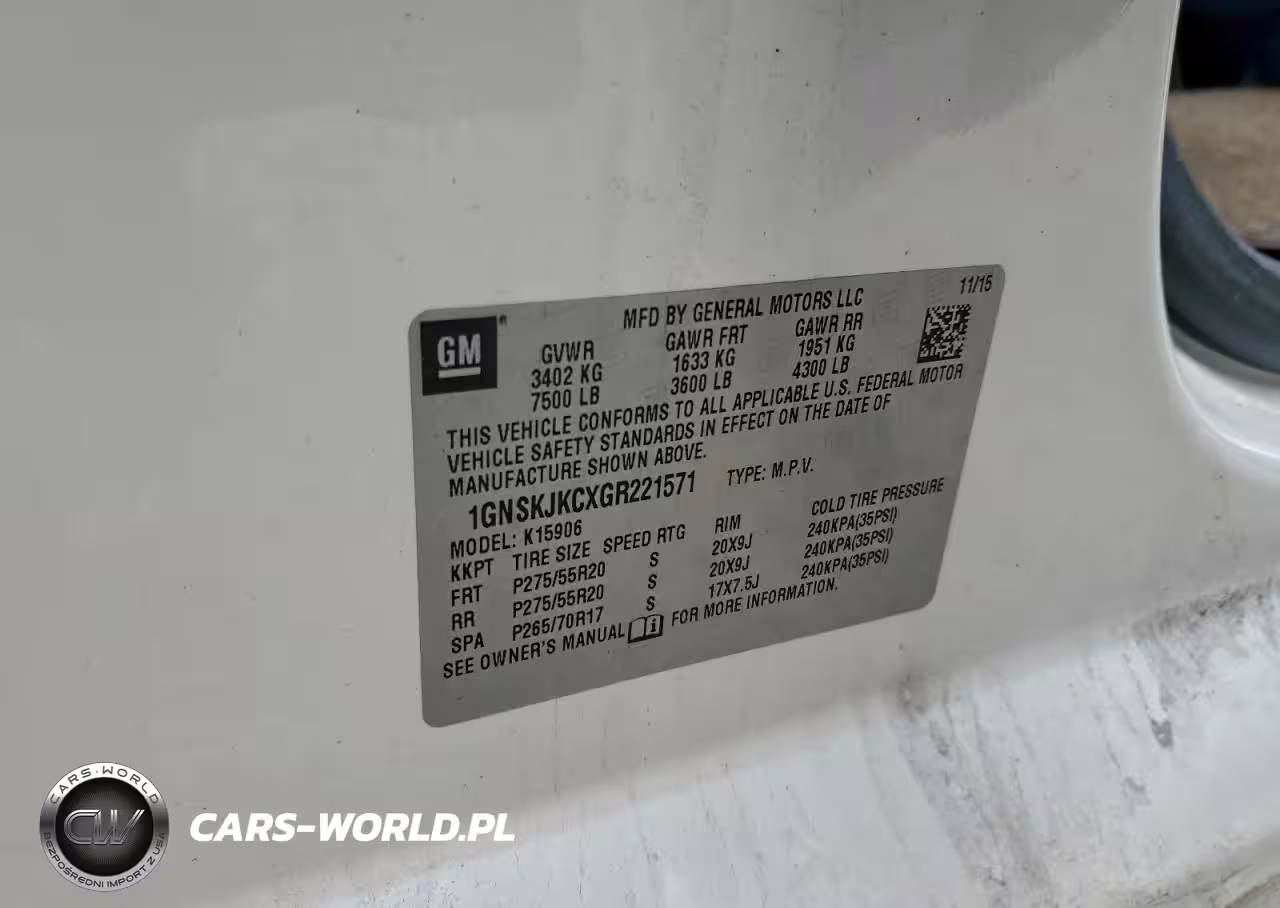 11/15
GM®
MFD BY GENERAL MOTORS LLC
GVWR GAWR FRT GAWR RR
3402 KG 1633 KG 1951 KG
7500 LB 3600 LB 4300 LB
THIS VEHICLE CONFORMS TO ALL APPLICABLE U.S. FEDERAL MOTOR
VEHICLE SAFETY STANDARDS IN EFFECT ON THE DATE OF
MANUFACTURE SHOWN ABOVE.
1GNSKJKCXGR221571 TYPE: M.P.V.
MODEL: K15906
KKPT TIRE SIZE SPEED RTG RIM COLD TIRE PRESSURE
FRT P275/55R20 S 20X9J 240KPA(35PSI)
RR P275/55R20 S 20X9J 240KPA(35PSI)
SPA P265/70R17 S 17X7.5J 240KPA(35PSI)
SEE OWNER'S MANUAL FOR MORE INFORMATION.
CARS-WORLD
CW
BEZPOŚREDNI IMPORT Z USA
CARS-WORLD.PL